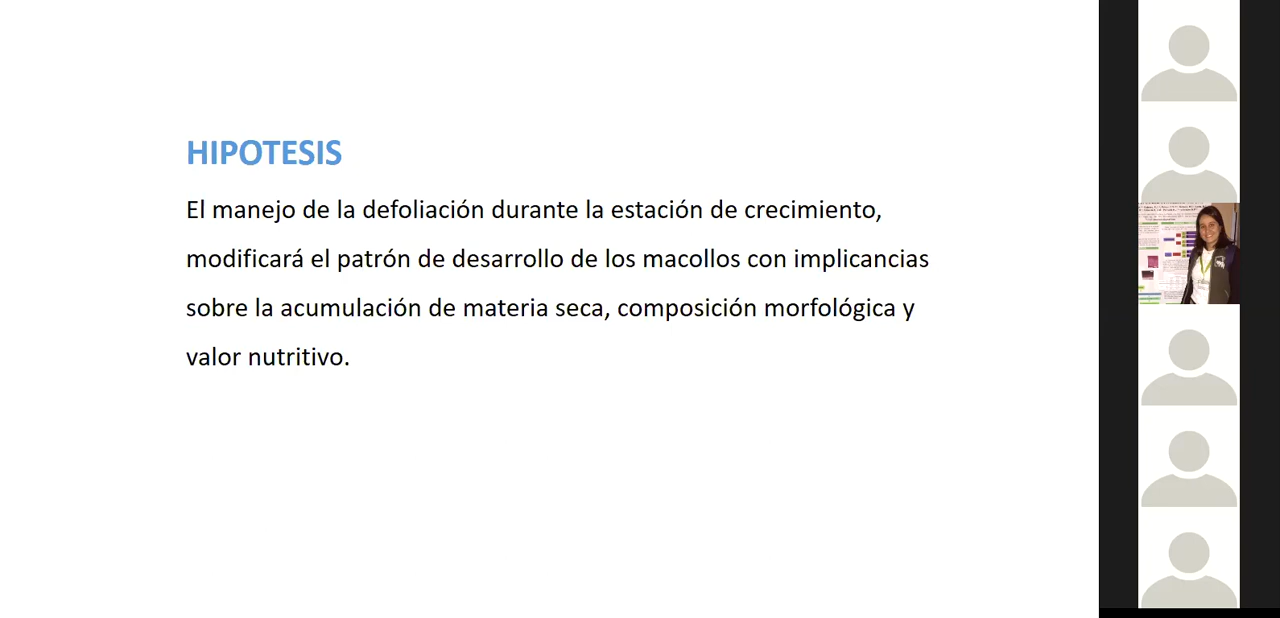 HIPOTESIS
El manejo de la defoliación durante la estación de crecimiento,
modificará el patrón de desarrollo de los macollos con implicancias
sobre la acumulación de materia seca, composición morfológica y
valor nutritivo.